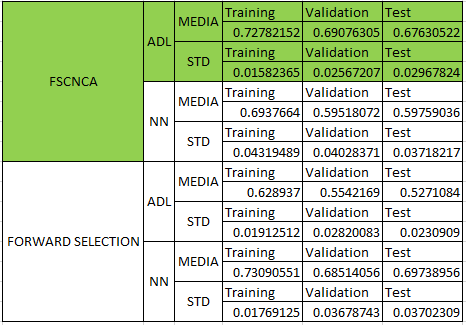 FSCNCA
ADL
MEDIA
Training Validation Test
0.72782152 0.69076305 0.67630522
STD
Training Validation Test
0.01582365 0.02567207 0.02967824
NN
MEDIA
Training Validation Test
0.6937664 0.59518072 0.59759036
STD
Training Validation Test
0.04319489 0.04028371 0.03718217
FORWARD SELECTION
ADL
MEDIA
Training Validation Test
0.628937 0.5542169 0.5271084
STD
Training Validation Test
0.01912512 0.02820083 0.0230909
NN
MEDIA
Training Validation Test
0.73090551 0.68514056 0.69738956
STD
Training Validation Test
0.01769125 0.03678743 0.03702309